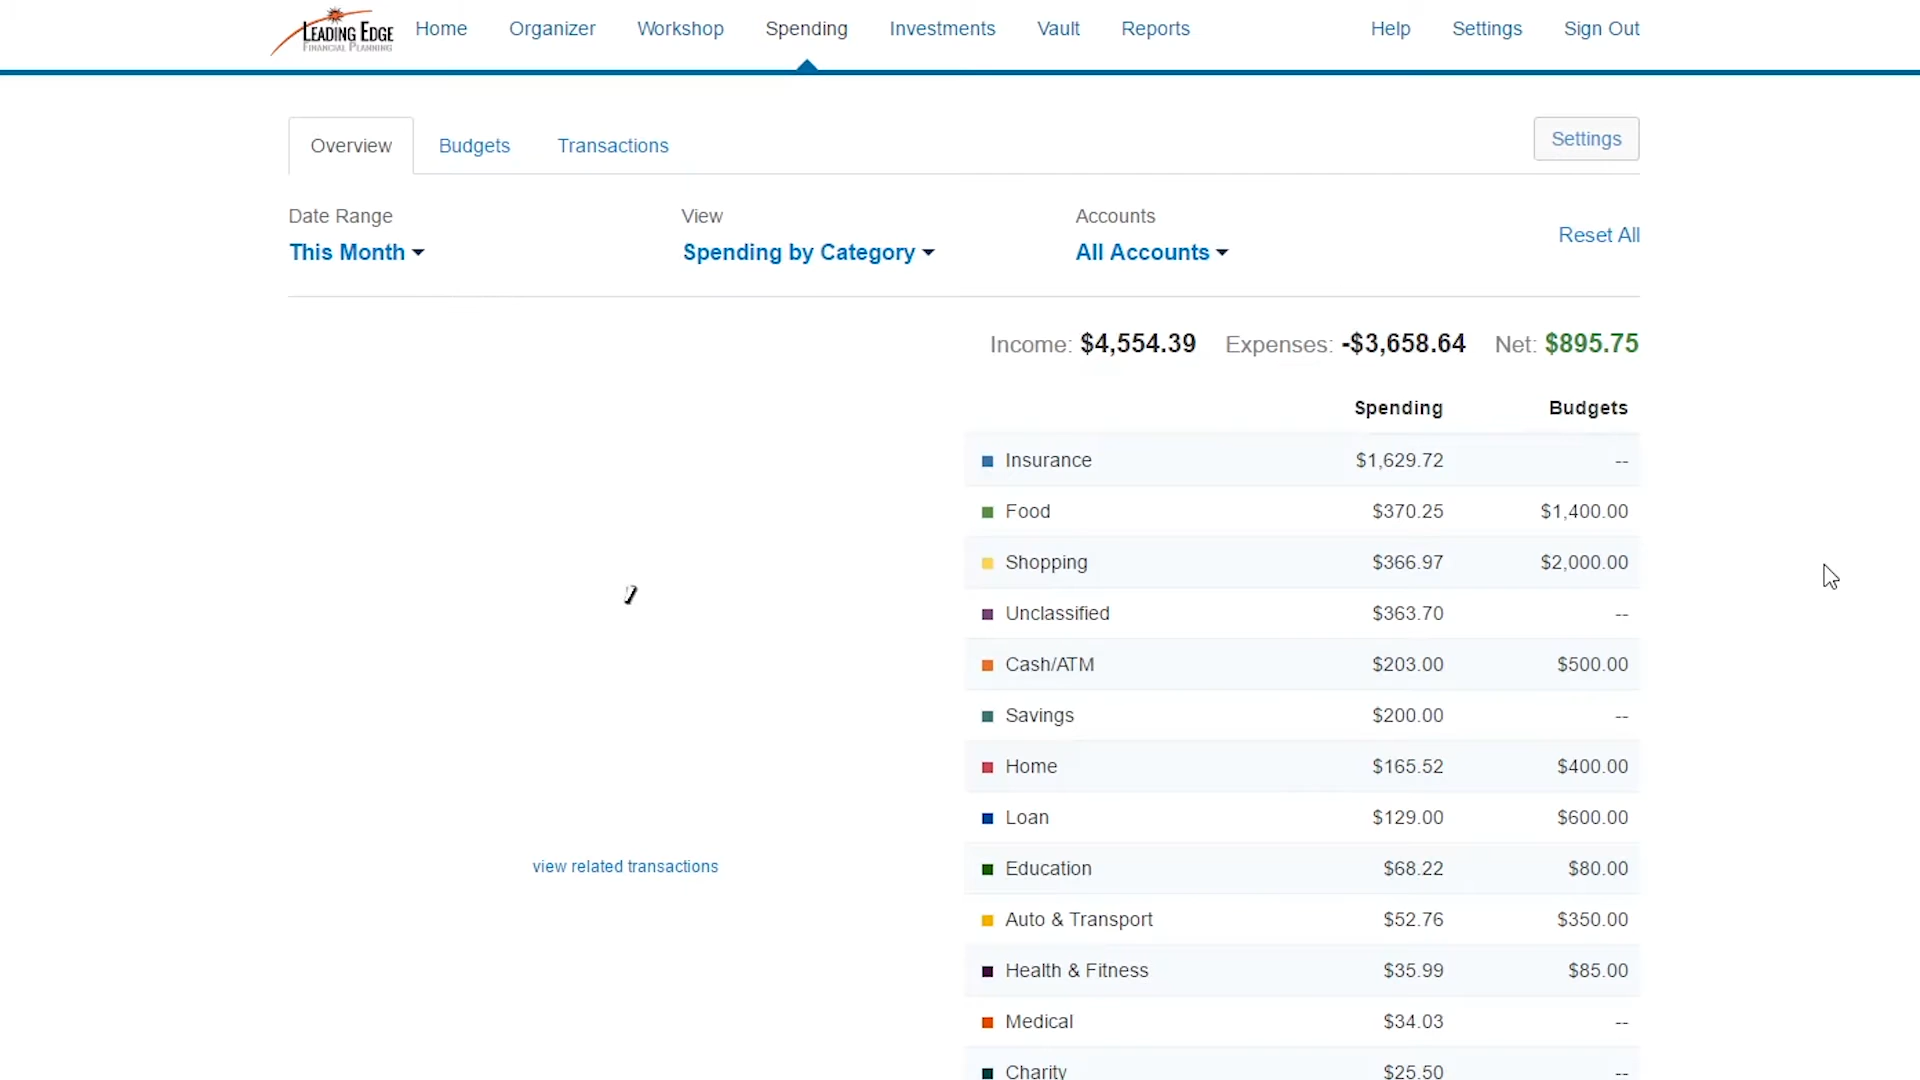 LEADING EDGE
FINANCIAL PLANNING
Home Organizer Workshop Spending Investments Vault Reports Help Settings Sign Out
Overview Budgets Transactions Settings
Date Range View Accounts
This Month Spending by Category All Accounts Reset All
Income: $4,554.39 Expenses: -$3,658.64 Net: $895.75
Spending Budgets
Insurance $1,629.72 --
Food $370.25 $1,400.00
Shopping $366.97 $2,000.00
Unclassified $363.70 --
Cash/ATM $203.00 $500.00
Savings $200.00 --
Home $165.52 $400.00
Loan $129.00 $600.00
view related transactions
Education $68.22 $80.00
Auto & Transport $52.76 $350.00
Health & Fitness $35.99 $85.00
Medical $34.03 --
Charity $25.50 --